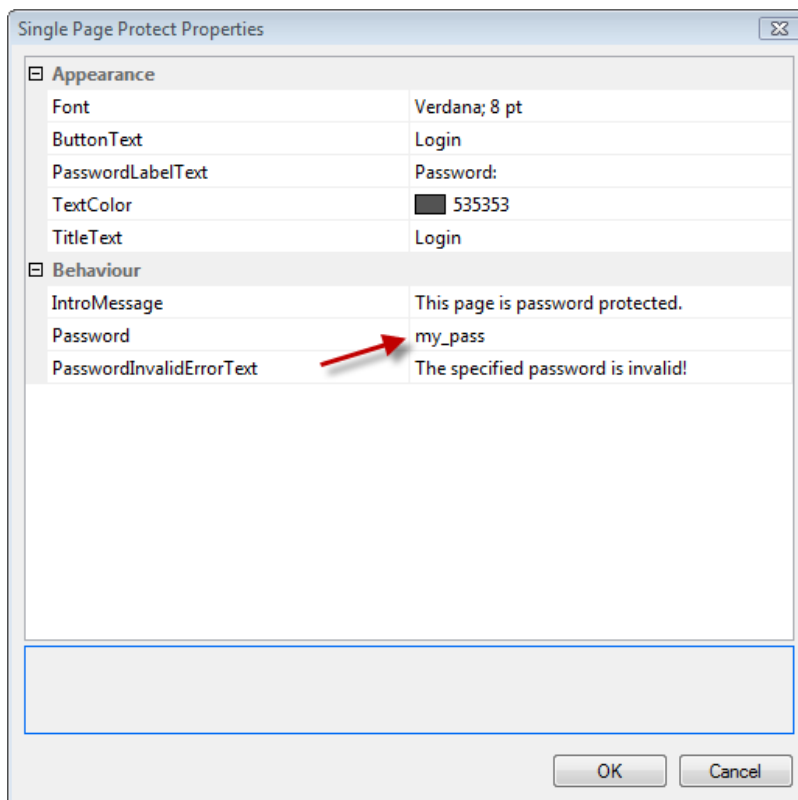 Single Page Protect Properties
Appearance
Font Verdana; 8 pt
ButtonText Login
PasswordLabelText Password:
TextColor 535353
TitleText Login
Behaviour
IntroMessage This page is password protected.
Password my_pass
PasswordInvalidErrorText The specified password is invalid!
OK Cancel